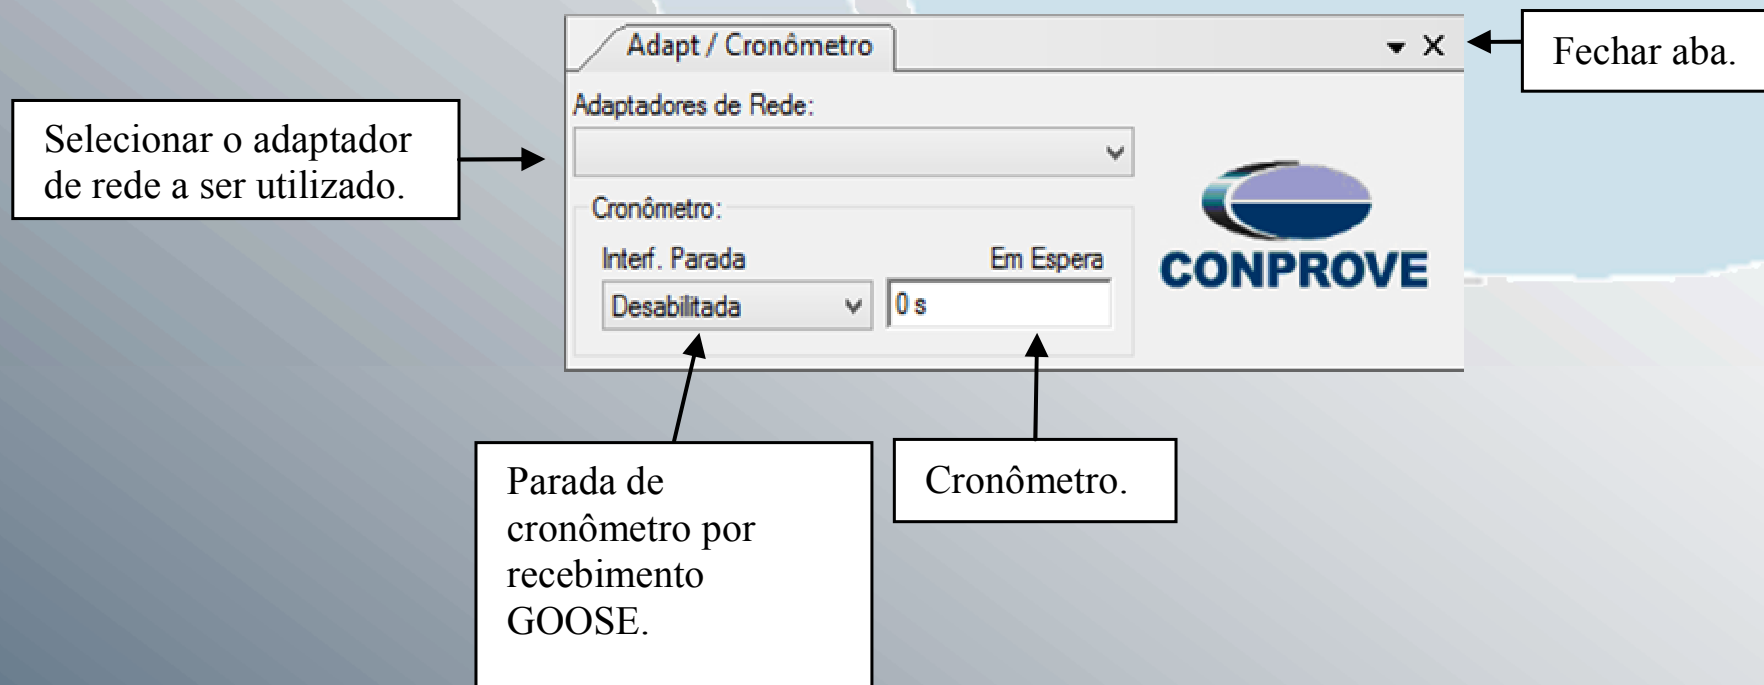 Adapt / Cronômetro
Fechar aba.
Adaptadores de Rede:
Selecionar o adaptador
de rede a ser utilizado.
Cronômetro:
Interf. Parada
Em Espera
Desabilitada
0 s
CONPROVE
Parada de
cronômetro por
recebimento
GOOSE.
Cronômetro.